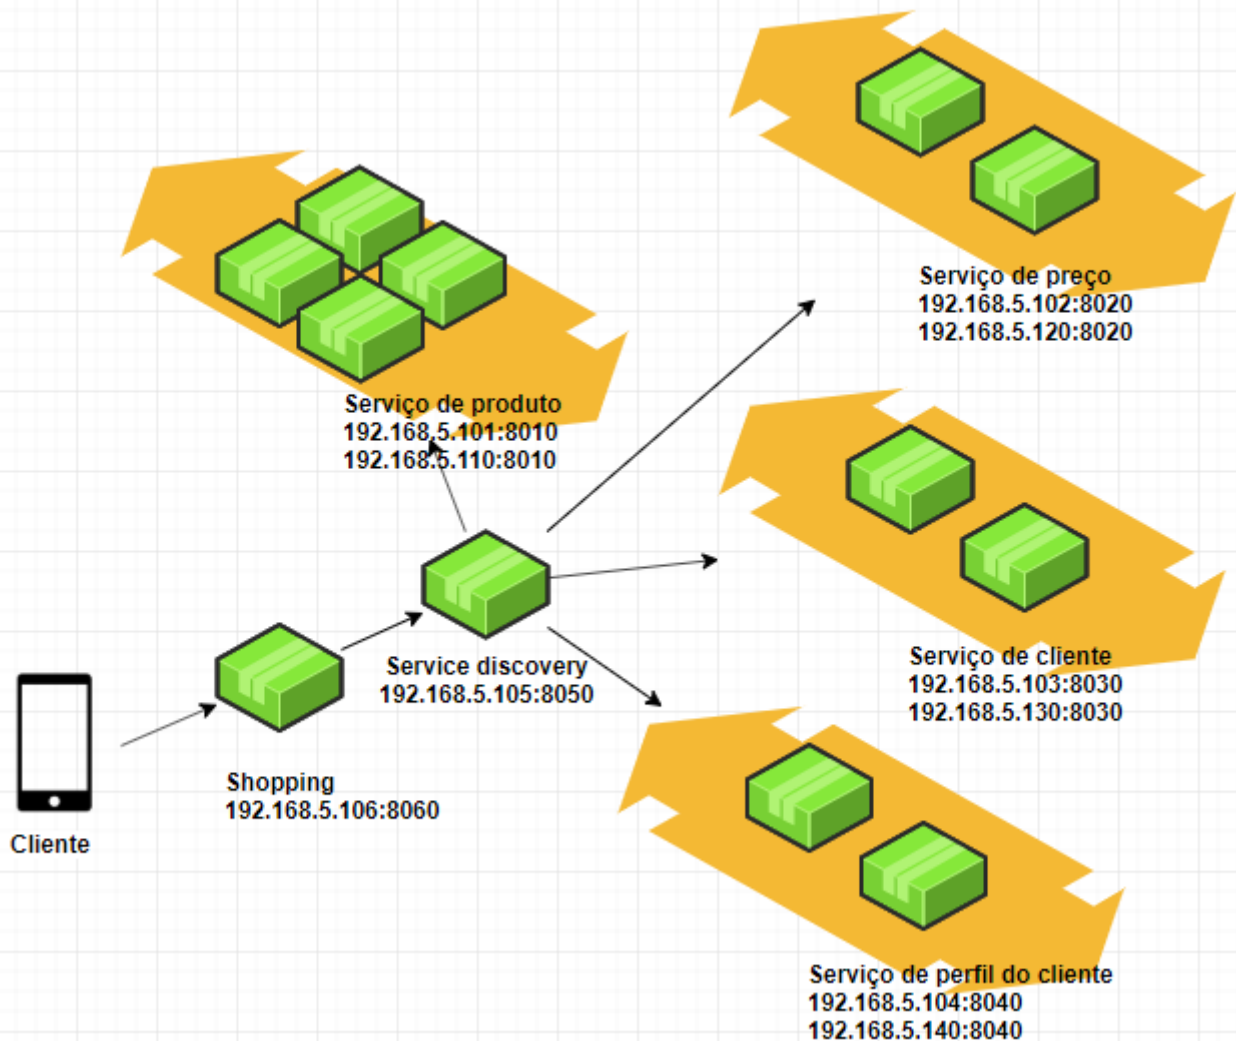 Serviço de preço
192.168.5.102:8020
192.168.5.120:8020
Serviço de produto
192.168.5.101:8010
192.168.5.110:8010
Serviço de cliente
192.168.5.103:8030
192.168.5.130:8030
Service discovery
192.168.5.105:8050
Shopping
192.168.5.106:8060
Cliente
Serviço de perfil do cliente
192.168.5.104:8040
192.168.5.140:8040